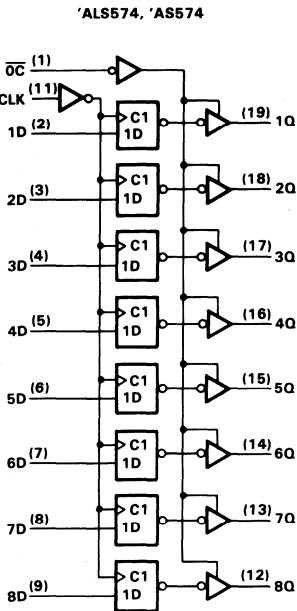 'ALS574, 'AS574
OC (1)
CLK (11)
C1
1D (2) 1D (19) 1Q
C1
2D (3) 1D (18) 2Q
C1
3D (4) 1D (17) 3Q
C1
4D (5) 1D (16) 4Q
C1
5D (6) 1D (15) 5Q
C1
6D (7) 1D (14) 6Q
C1
7D (8) 1D (13) 7Q
C1
8D (9) 1D (12) 8Q